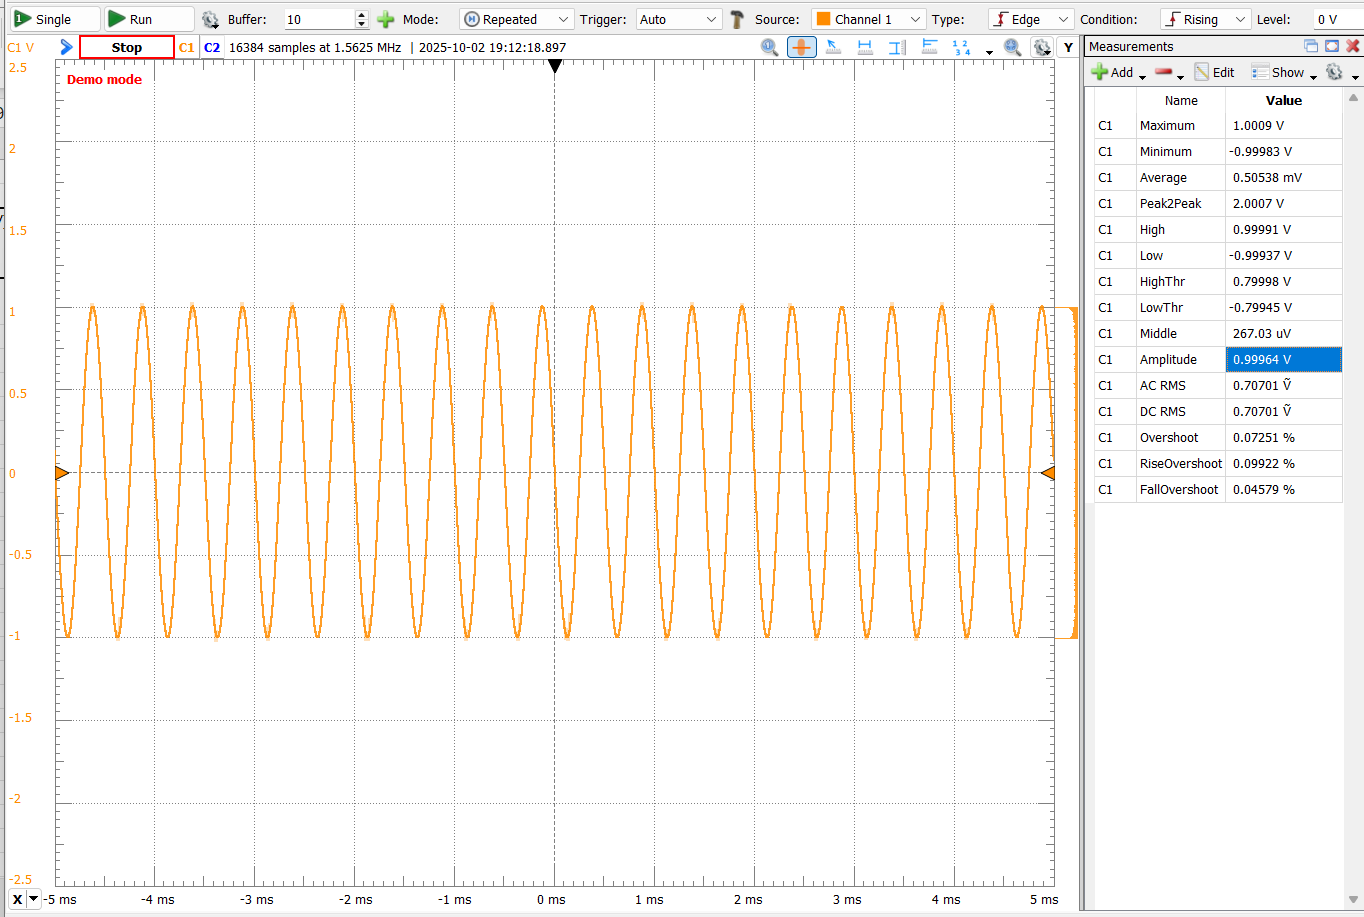 1 Single Run Buffer: 10 Mode: Repeated Trigger: Auto Source: Channel 1 Type: Edge Condition: Rising Level: 0 V
C1 V Stop C1 C2 16384 samples at 1.5625 MHz | 2025-10-02 19:12:18.897 1 2 3 4 Y
Demo mode
2.5
2
1.5
1
0.5
0
-0.5
-1
-1.5
-2
-2.5
X -5 ms -4 ms -3 ms -2 ms -1 ms 0 ms 1 ms 2 ms 3 ms 4 ms 5 ms
Measurements
Add Edit Show
Name Value
C1 Maximum 1.0009 V
C1 Minimum -0.99983 V
C1 Average 0.50538 mV
C1 Peak2Peak 2.0007 V
C1 High 0.99991 V
C1 Low -0.99937 V
C1 HighThr 0.79998 V
C1 LowThr -0.79945 V
C1 Middle 267.03 uV
C1 Amplitude 0.99964 V
C1 AC RMS 0.70701 Ṽ
C1 DC RMS 0.70701 Ṽ
C1 Overshoot 0.07251 %
C1 RiseOvershoot 0.09922 %
C1 FallOvershoot 0.04579 %